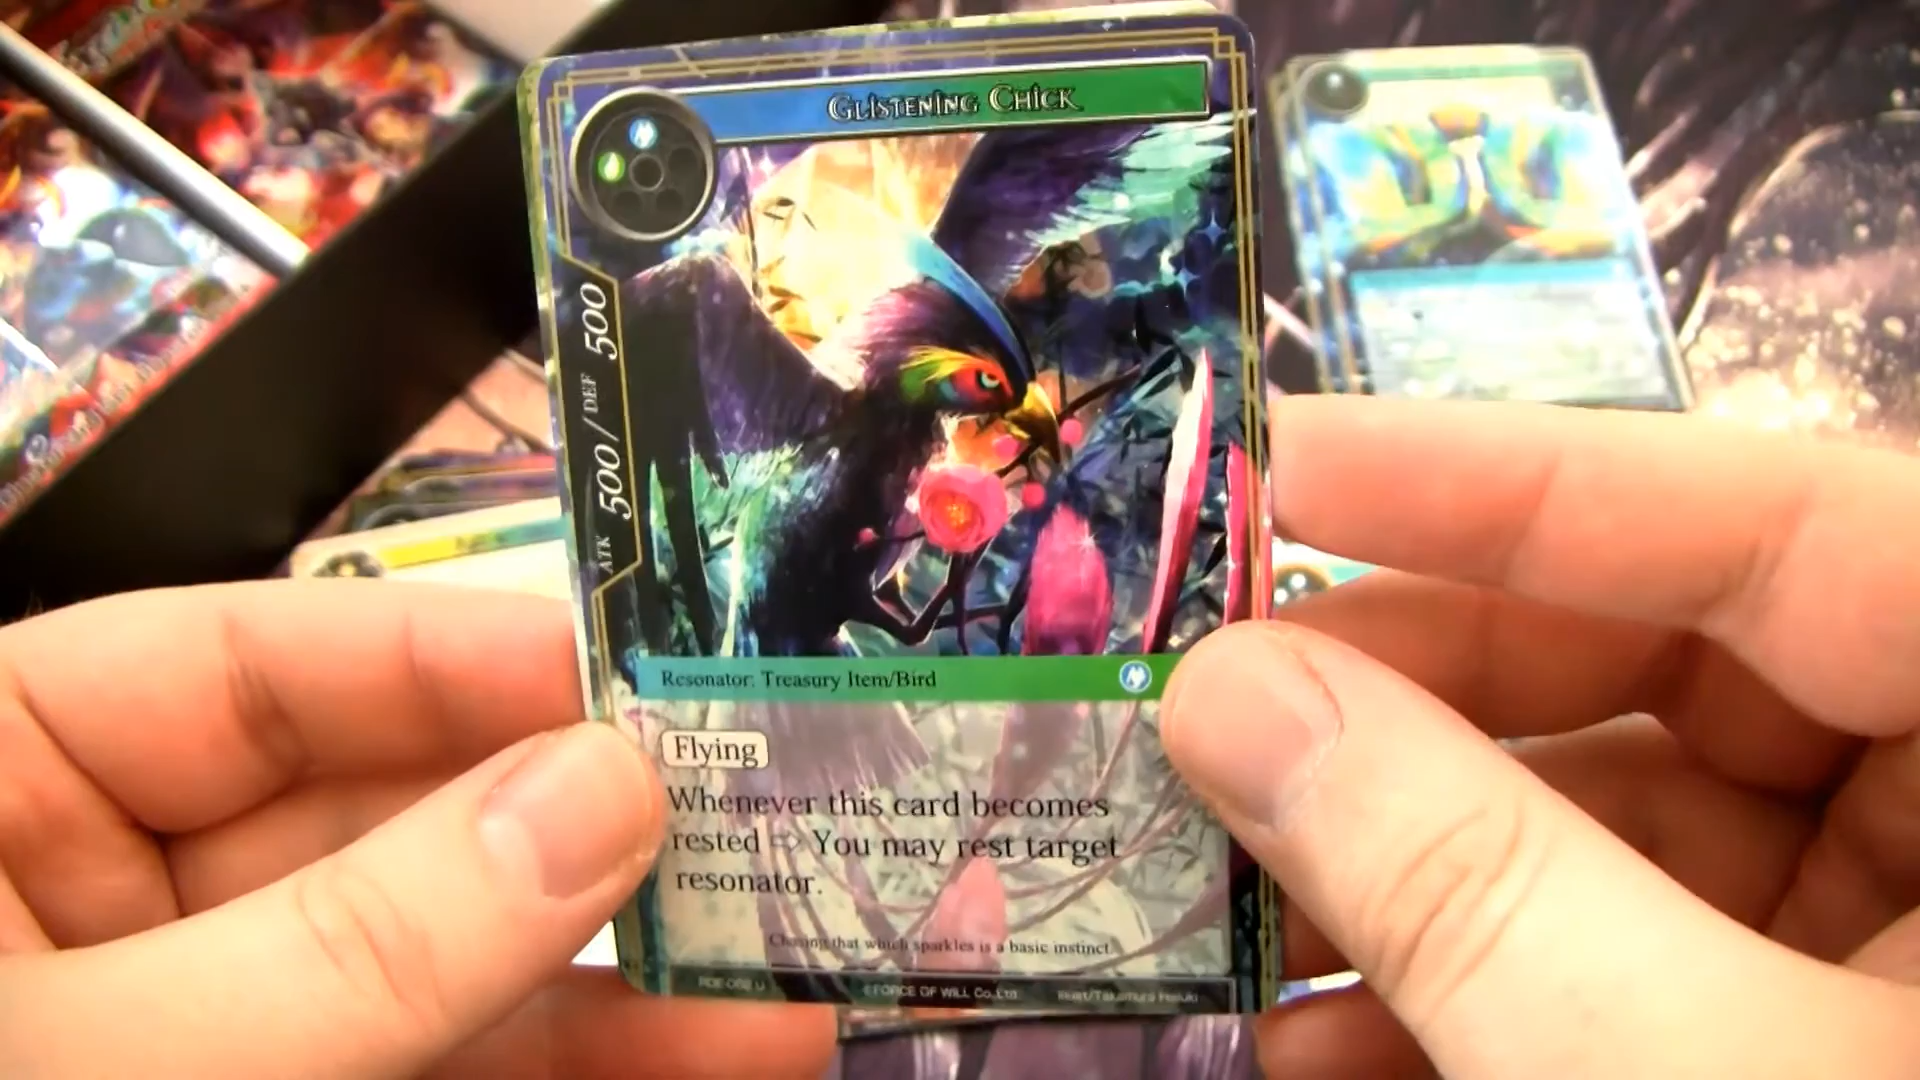 Glistening Chick
ATK 500 / DEF 500
Resonator: Treasury Item/Bird
Flying
Whenever this card becomes
rested ⇨ You may rest target
resonator.
Chasing that which sparkles is a basic instinct.
©FORCE OF WILL Co.,Ltd.